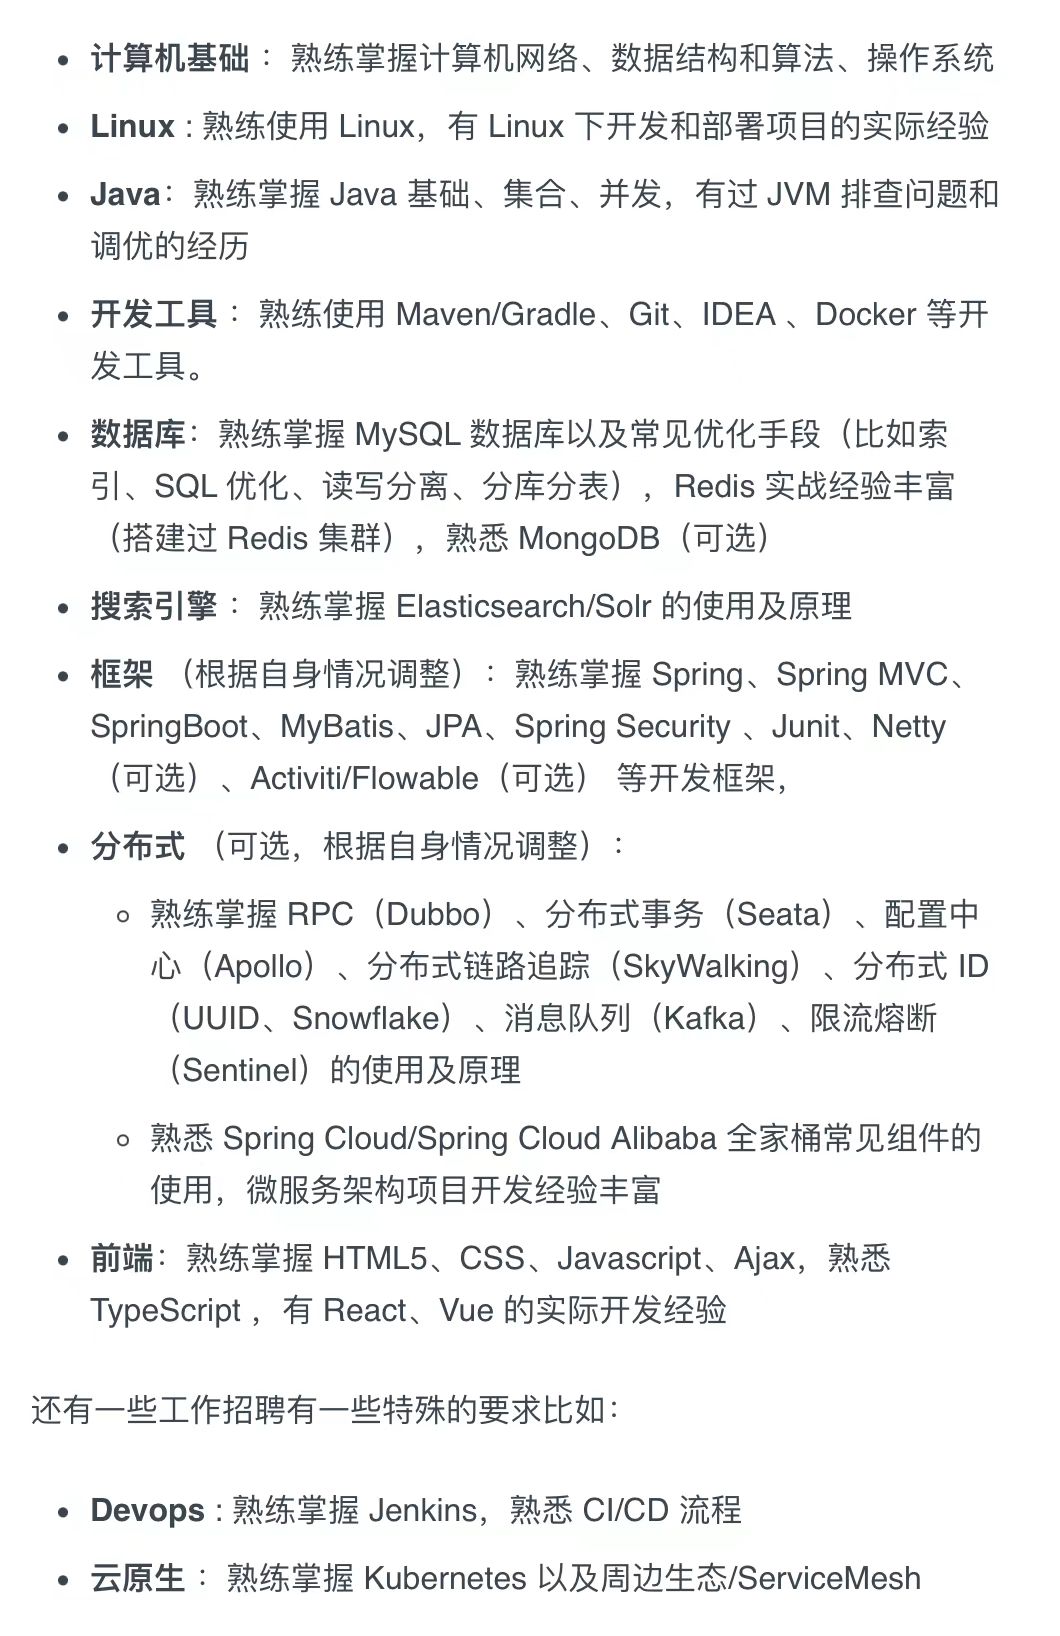 • 计算机基础 ：熟练掌握计算机网络、数据结构和算法、操作系统
• Linux : 熟练使用 Linux，有 Linux 下开发和部署项目的实际经验
• Java：熟练掌握 Java 基础、集合、并发，有过 JVM 排查问题和
调优的经历
• 开发工具 ：熟练使用 Maven/Gradle、Git、IDEA 、Docker 等开
发工具。
• 数据库：熟练掌握 MySQL 数据库以及常见优化手段（比如索
引、SQL 优化、读写分离、分库分表），Redis 实战经验丰富
（搭建过 Redis 集群），熟悉 MongoDB（可选）
• 搜索引擎 ：熟练掌握 Elasticsearch/Solr 的使用及原理
• 框架 （根据自身情况调整）：熟练掌握 Spring、Spring MVC、
SpringBoot、MyBatis、JPA、Spring Security 、Junit、Netty
（可选）、Activiti/Flowable（可选） 等开发框架，
• 分布式 （可选，根据自身情况调整）：
◦ 熟练掌握 RPC（Dubbo）、分布式事务（Seata）、配置中
心（Apollo）、分布式链路追踪（SkyWalking）、分布式 ID
（UUID、Snowflake）、消息队列（Kafka）、限流熔断
（Sentinel）的使用及原理
◦ 熟悉 Spring Cloud/Spring Cloud Alibaba 全家桶常见组件的
使用，微服务架构项目开发经验丰富
• 前端：熟练掌握 HTML5、CSS、Javascript、Ajax，熟悉
TypeScript ，有 React、Vue 的实际开发经验
还有一些工作招聘有一些特殊的要求比如：
• Devops : 熟练掌握 Jenkins，熟悉 CI/CD 流程
• 云原生 ：熟练掌握 Kubernetes 以及周边生态/ServiceMesh